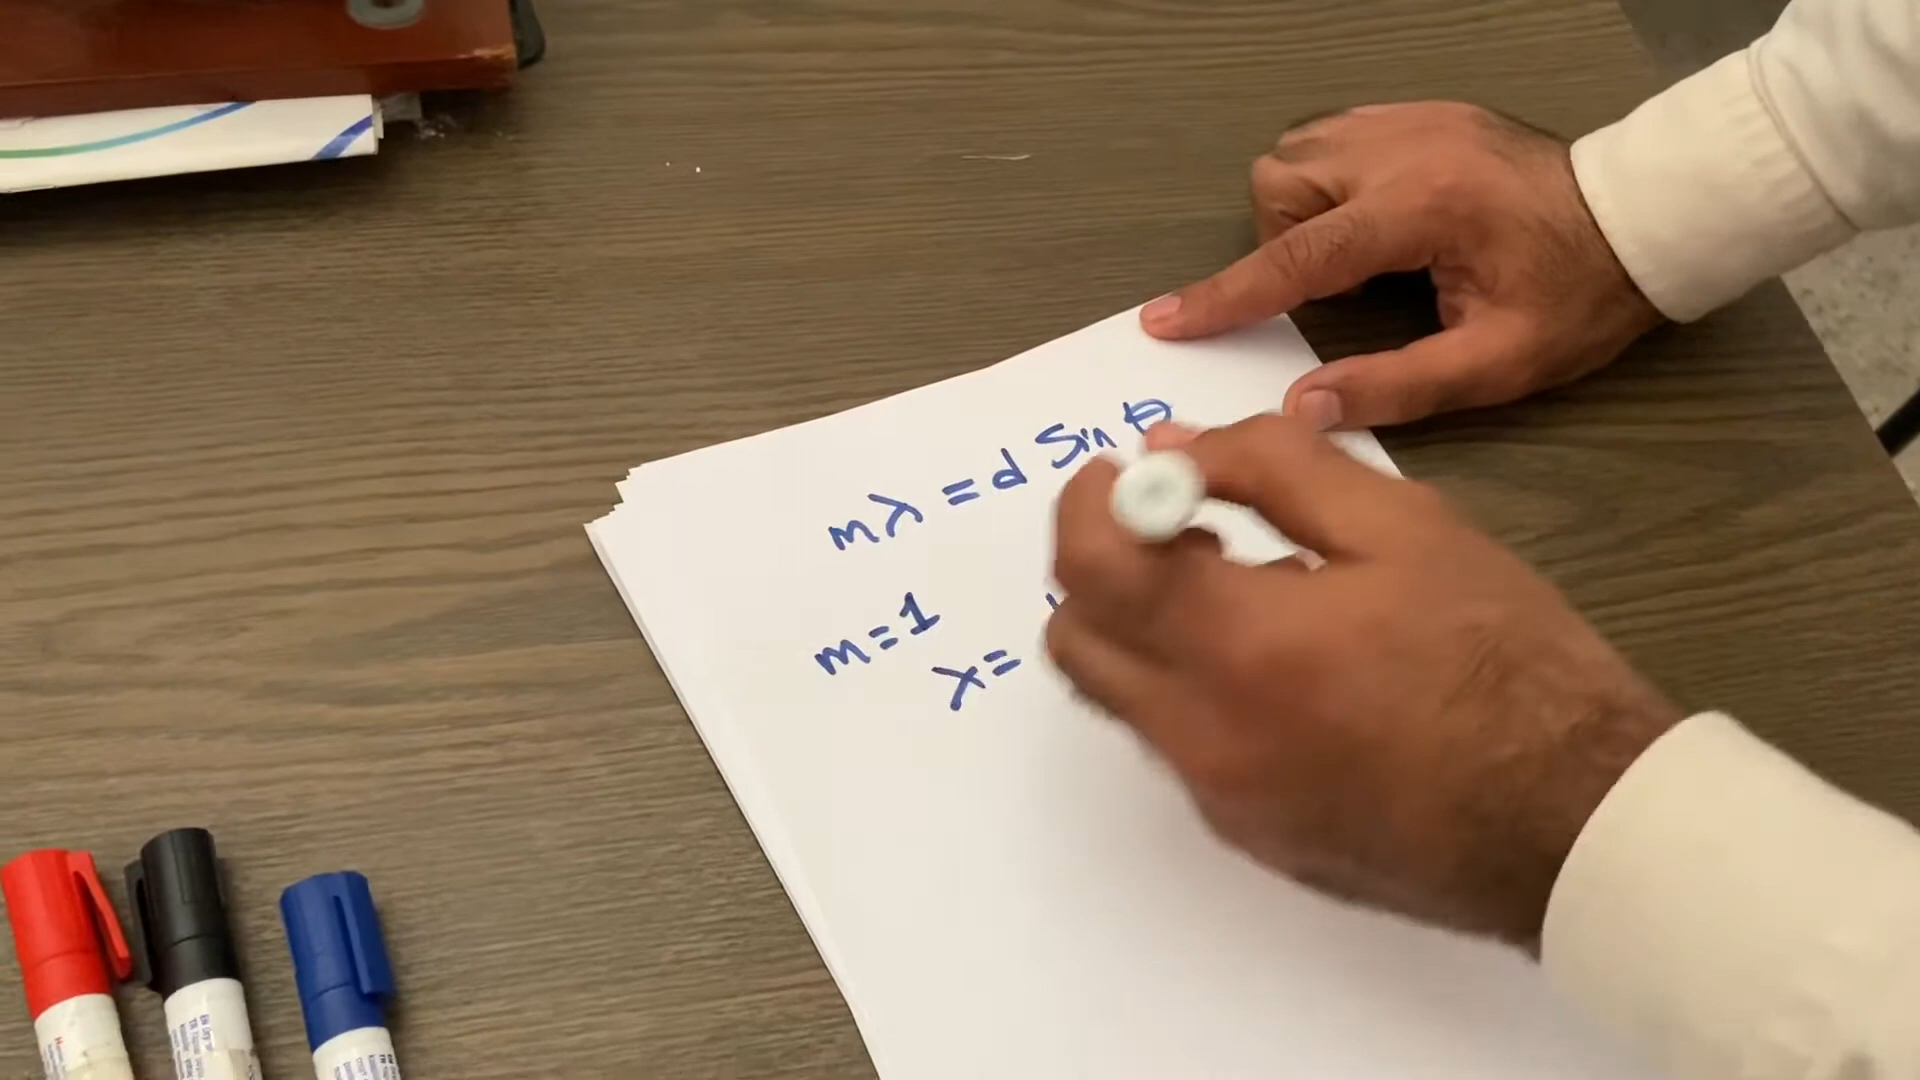 mλ = d Sin θ
m = 1
λ =